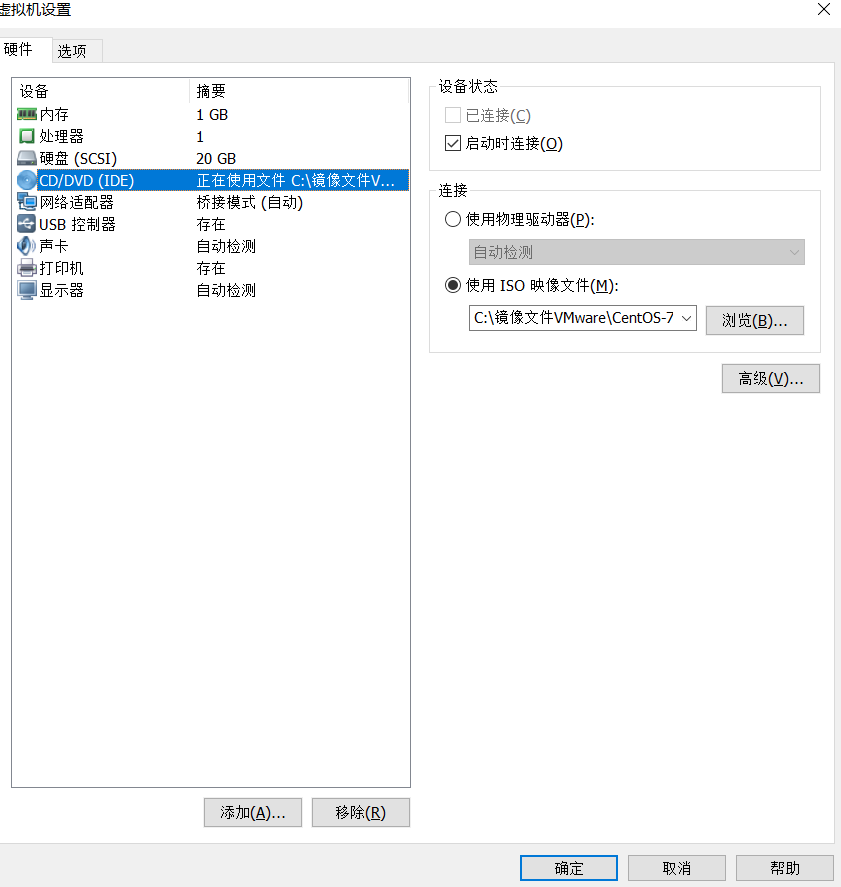 虚拟机设置
硬件 选项
设备 摘要
内存 1 GB
处理器 1
硬盘 (SCSI) 20 GB
CD/DVD (IDE) 正在使用文件 C:\镜像文件V...
网络适配器 桥接模式 (自动)
USB 控制器 存在
声卡 自动检测
打印机 存在
显示器 自动检测
添加(A)... 移除(R)
设备状态
已连接(C)
启动时连接(O)
连接
使用物理驱动器(P):
自动检测
使用 ISO 映像文件(M):
C:\镜像文件VMware\CentOS-7 浏览(B)...
高级(V)...
确定 取消 帮助